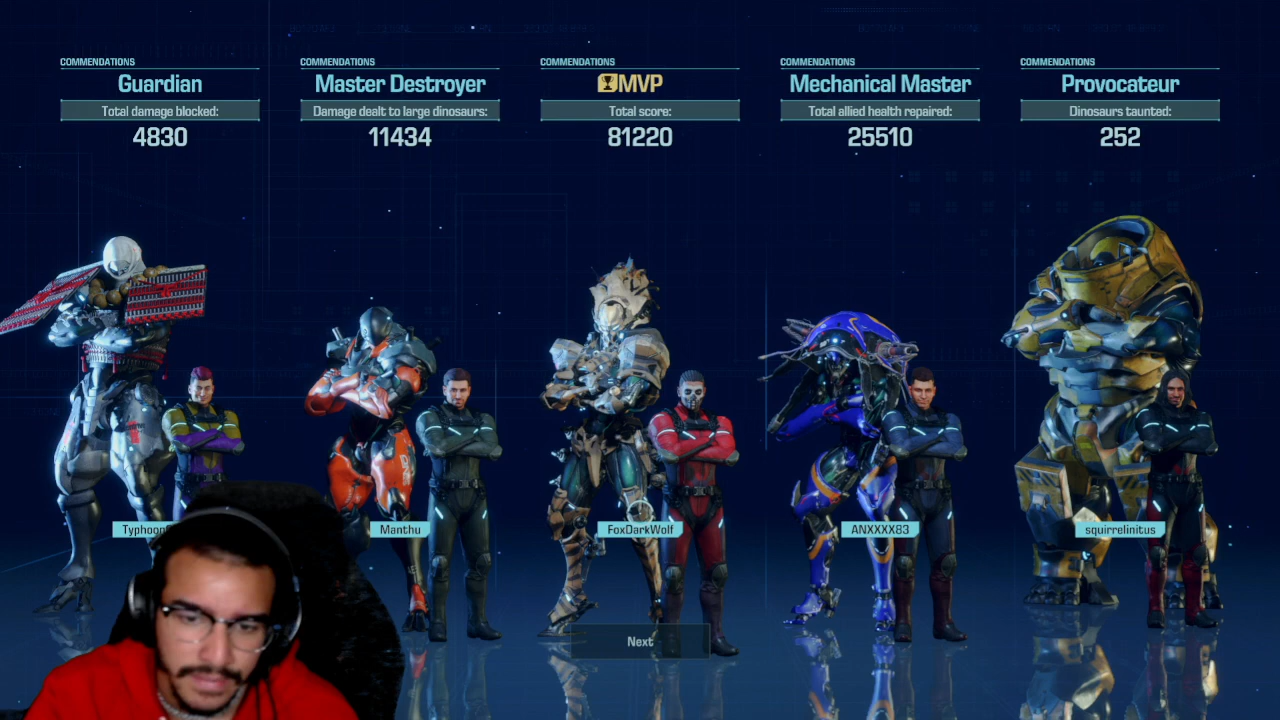 COMMENDATIONS
Guardian
Total damage blocked:
4830
COMMENDATIONS
Master Destroyer
Damage dealt to large dinosaurs:
11434
COMMENDATIONS
MVP
Total score:
81220
COMMENDATIONS
Mechanical Master
Total allied health repaired:
25510
COMMENDATIONS
Provocateur
Dinosaurs taunted:
252
Manthu
FoxDarkWolf
ANXXXX83
squirrelinitus
Next